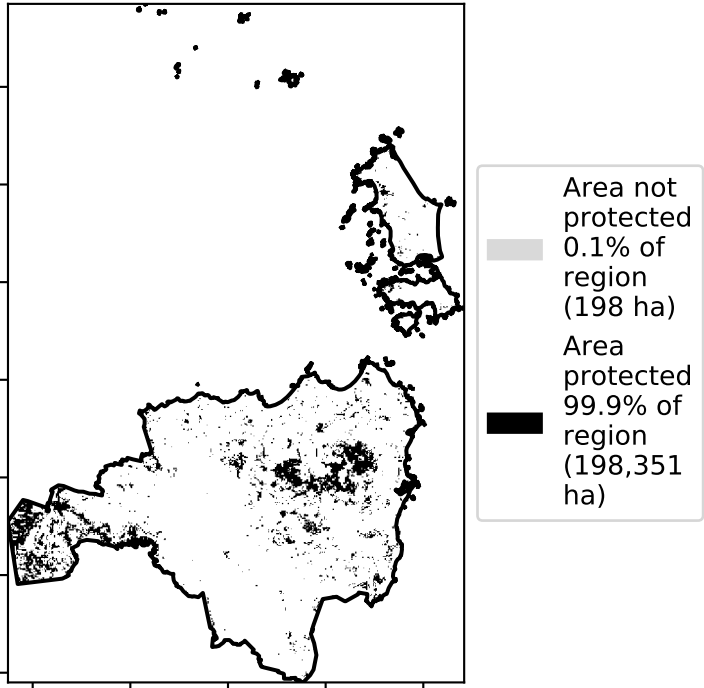 Area not
protected
0.1% of
region
(198 ha)
Area
protected
99.9% of
region
(198,351
ha)